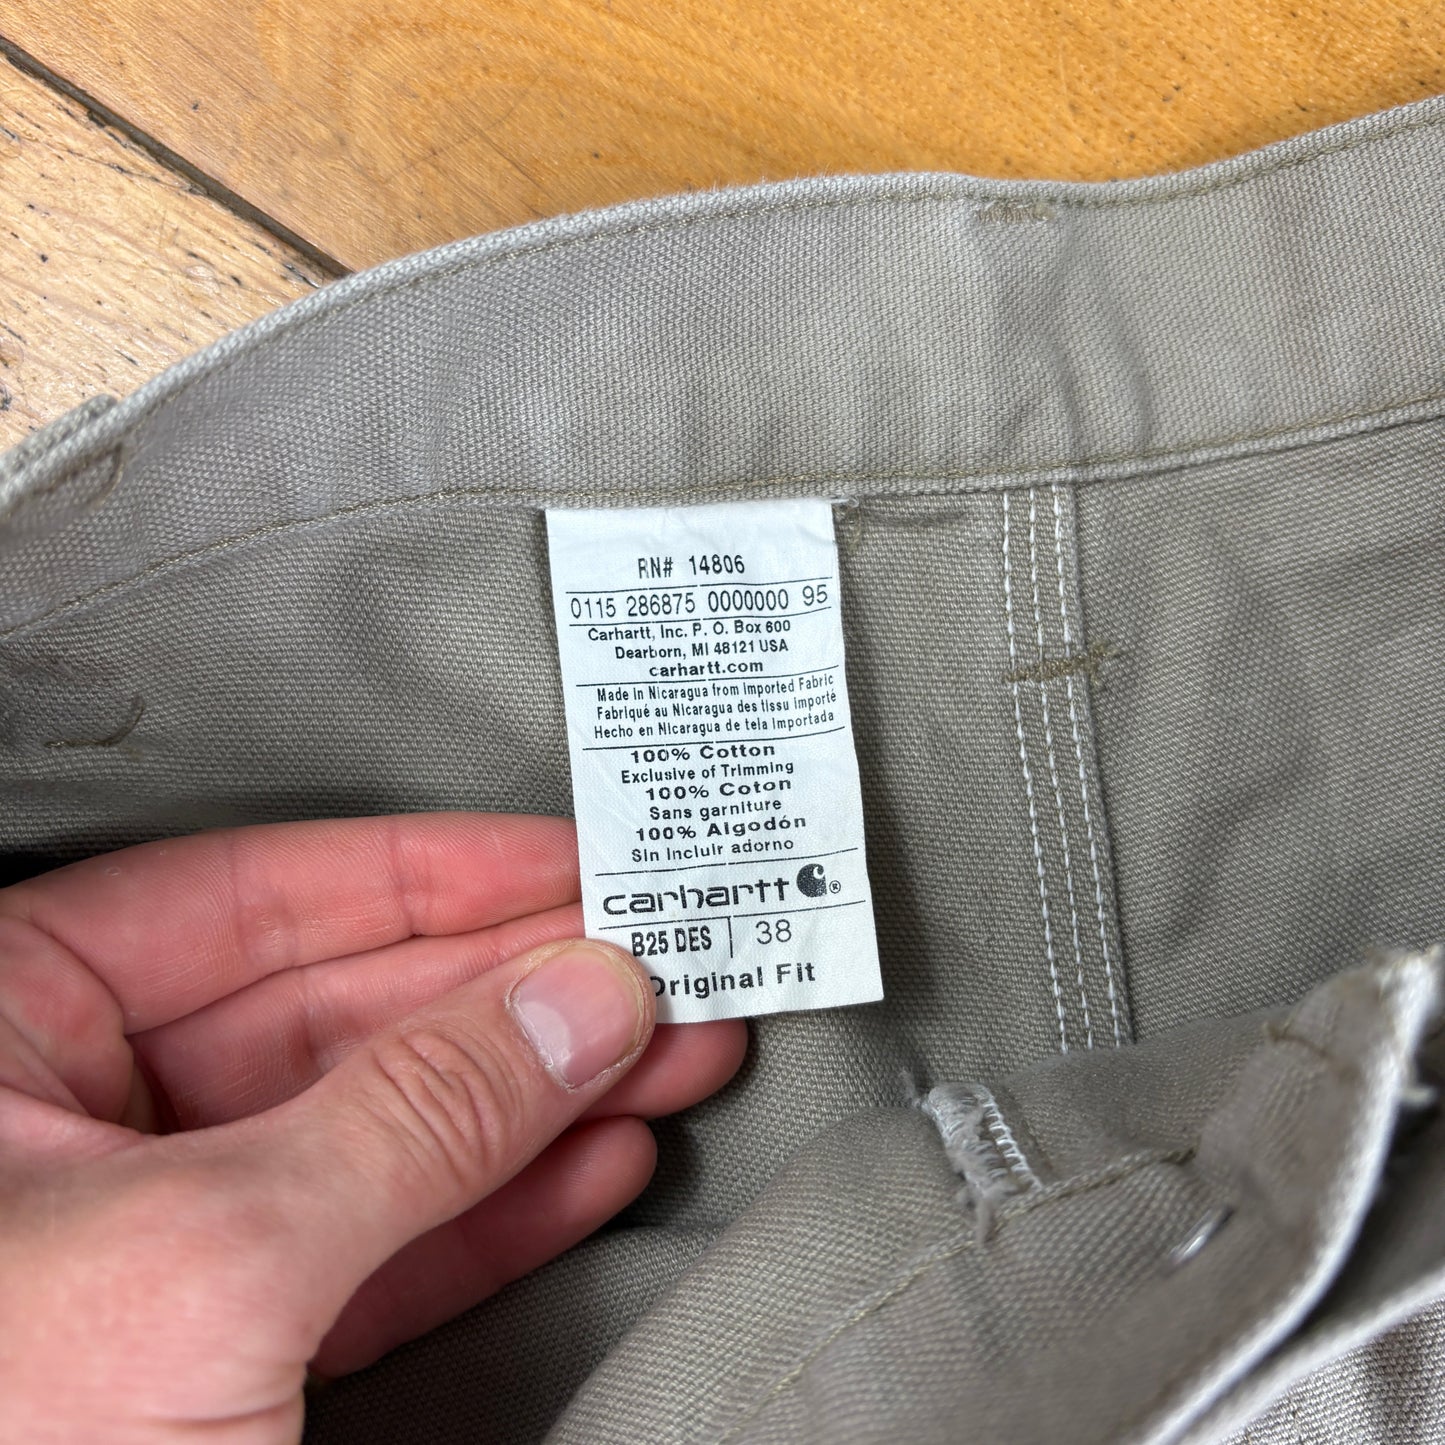 RN# 14806
0115 286875 0000000 95
Carhartt, Inc. P. O. Box 600
Dearborn, MI 48121 USA
carhartt.com
Made in Nicaragua from Imported Fabric
Fabriqué au Nicaragua des tissu importé
Hecho en Nicaragua de tela Importada
100% Cotton
Exclusive of Trimming
100% Coton
Sans garniture
100% Algodón
Sin Incluir adorno
carhartt ®
B25 DES | 38
Original Fit